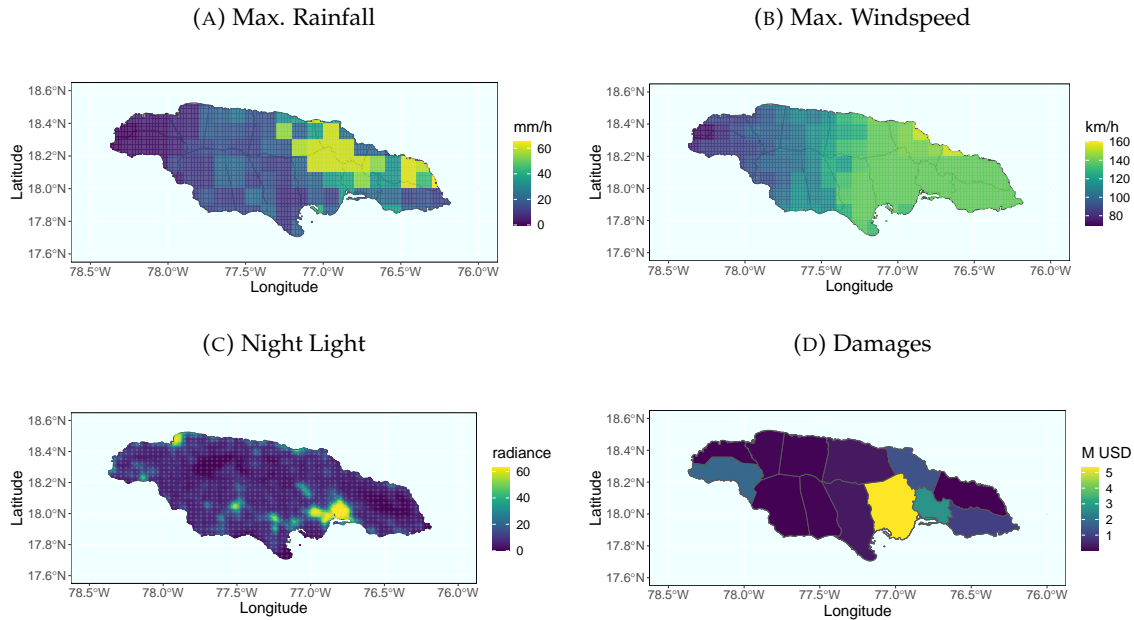 (A) Max. Rainfall
18.6°N
18.4°N
18.2°N
18.0°N
17.8°N
17.6°N
Latitude
78.5°W 78.0°W 77.5°W 77.0°W 76.5°W 76.0°W
Longitude
mm/h
60
40
20
0
(B) Max. Windspeed
18.6°N
18.4°N
18.2°N
18.0°N
17.8°N
17.6°N
Latitude
78.5°W 78.0°W 77.5°W 77.0°W 76.5°W 76.0°W
Longitude
km/h
160
140
120
100
80
(C) Night Light
18.6°N
18.4°N
18.2°N
18.0°N
17.8°N
17.6°N
Latitude
78.5°W 78.0°W 77.5°W 77.0°W 76.5°W 76.0°W
Longitude
radiance
60
40
20
0
(D) Damages
18.6°N
18.4°N
18.2°N
18.0°N
17.8°N
17.6°N
Latitude
78.5°W 78.0°W 77.5°W 77.0°W 76.5°W 76.0°W
Longitude
M USD
5
4
3
2
1